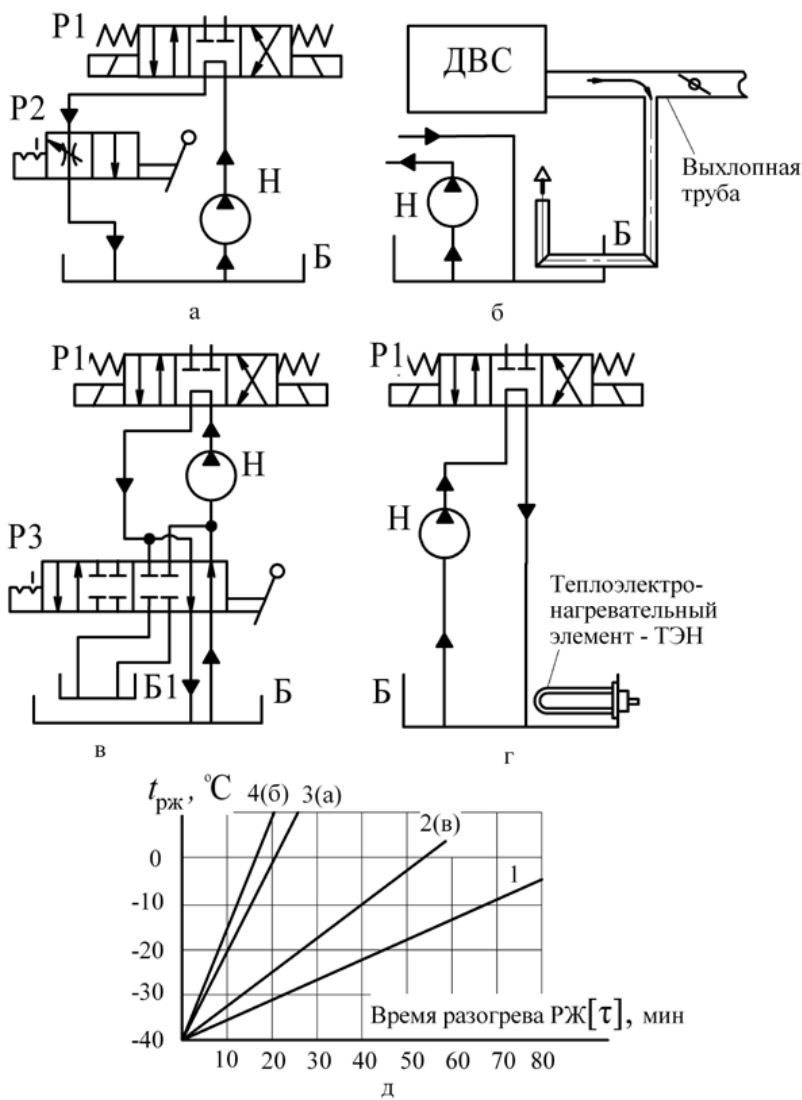 Р1
Р2
Н
Б
а
ДВС
Выхлопная
труба
Н
Б
б
Р1
Н
Р3
Б1
Б
в
Р1
Н
Теплоэлектро-
нагревательный
элемент - ТЭН
Б
г
tрж, °С
4(б) 3(а)
2(в)
1
0
-10
-20
-30
-40
Время разогрева РЖ[τ], мин
10 20 30 40 50 60 70 80
д